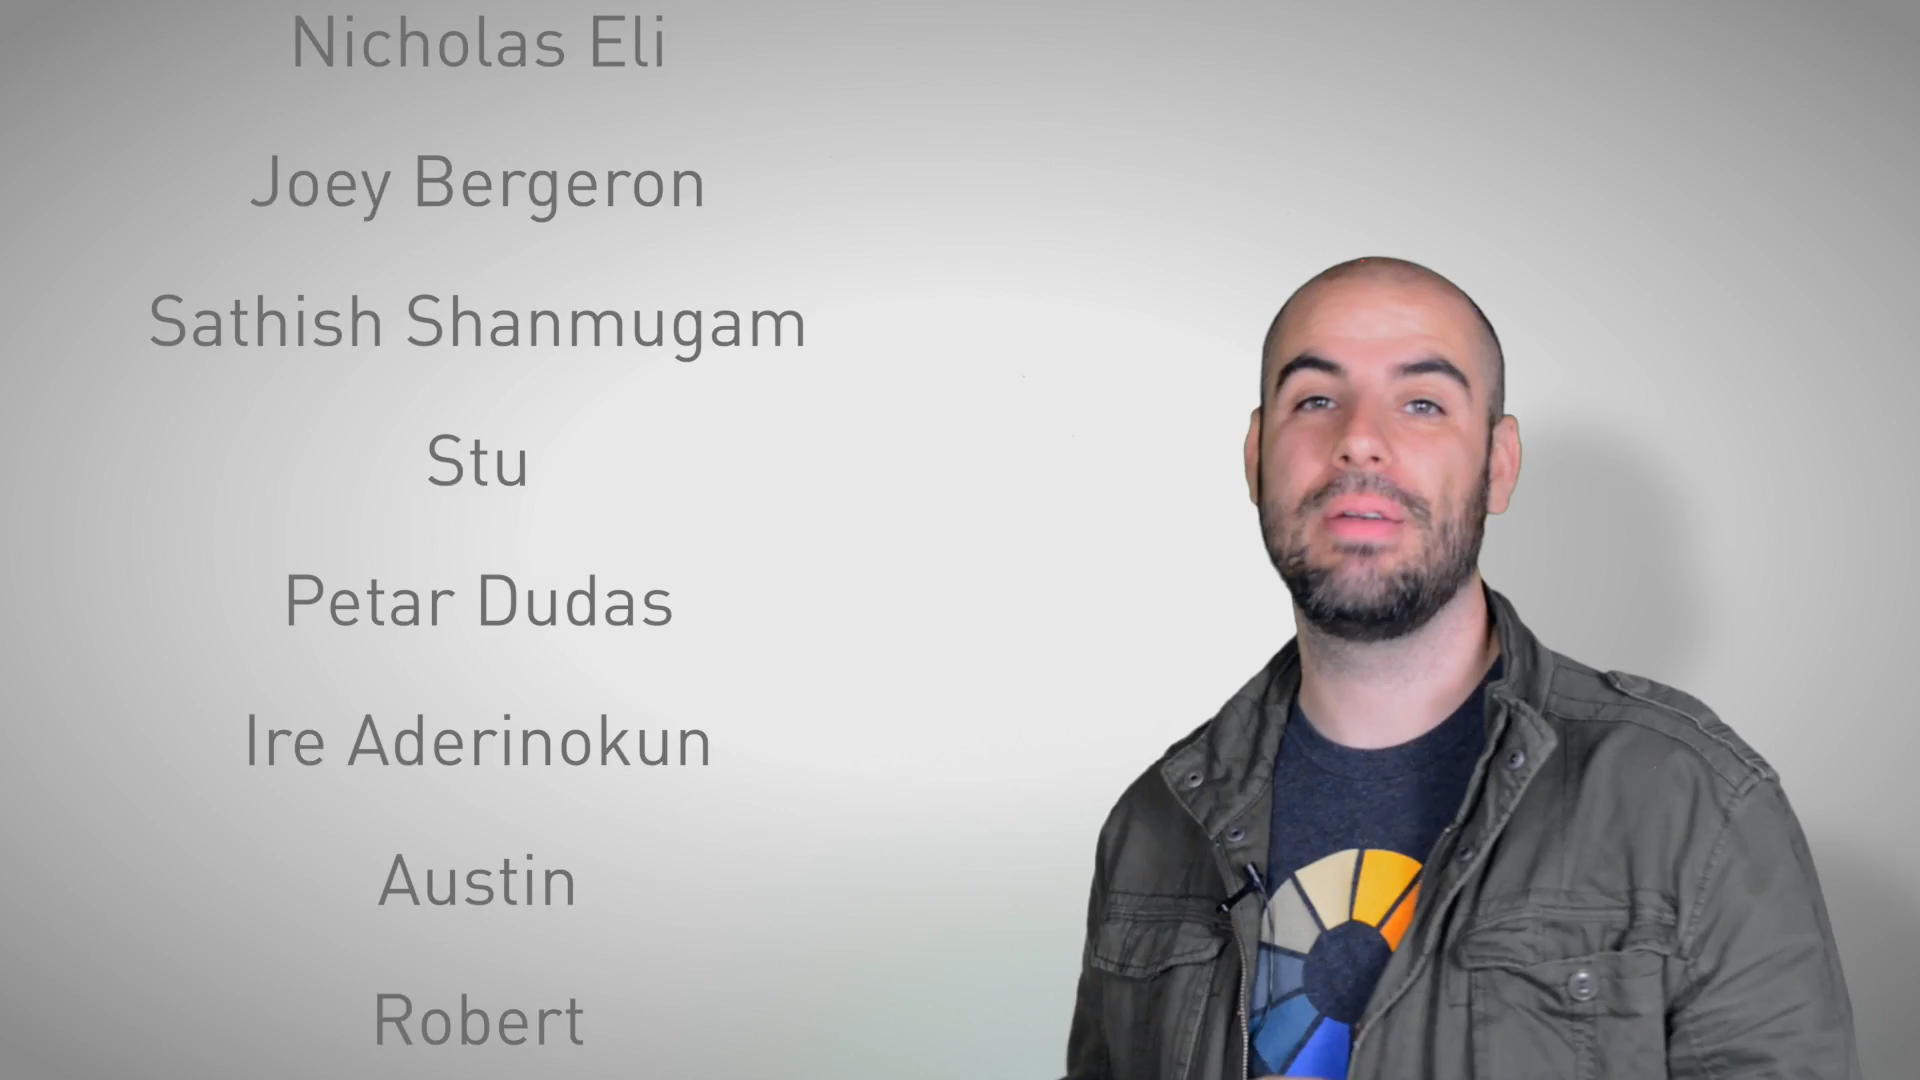 Nicholas Eli
Joey Bergeron
Sathish Shanmugam
Stu
Petar Dudas
Ire Aderinokun
Austin
Robert